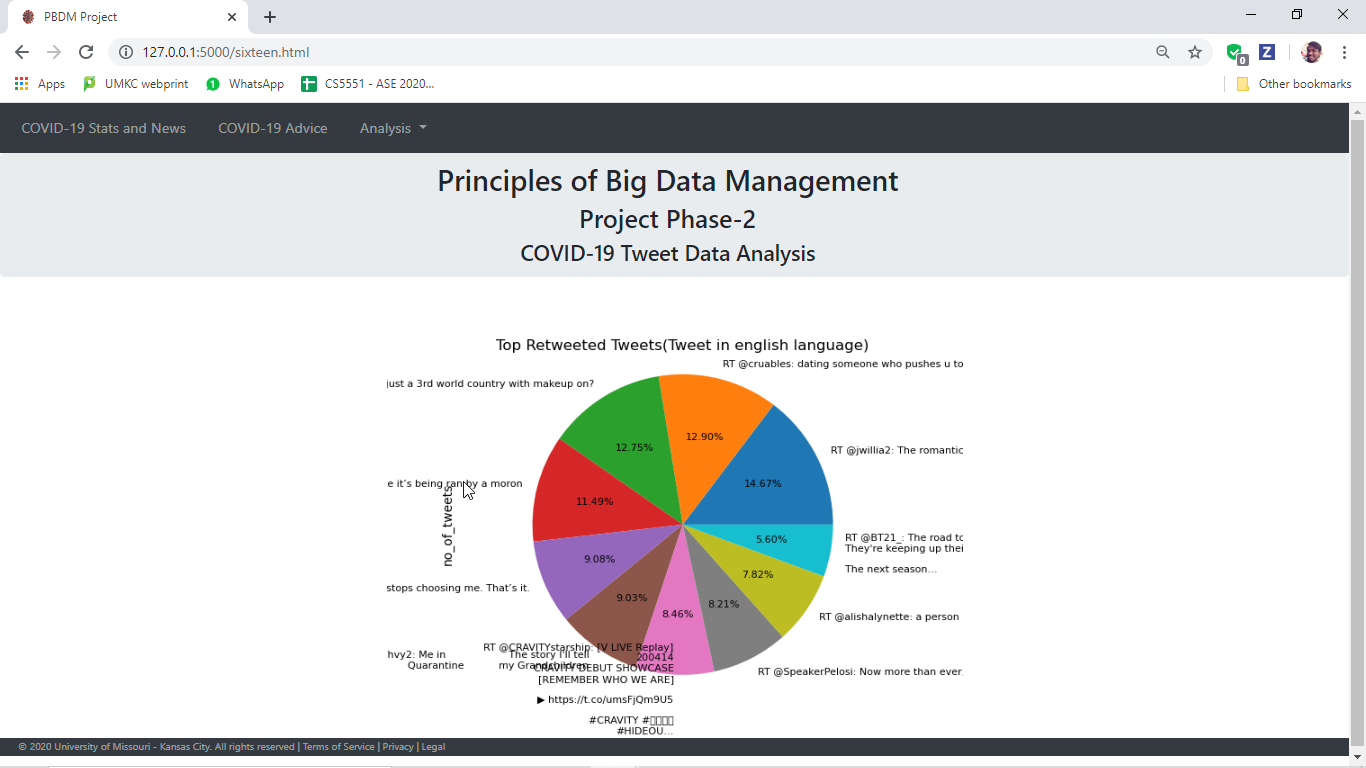 PBDM Project
127.0.0.1:5000/sixteen.html
0
Z
Apps
UMKC webprint
1
WhatsApp
CS5551 - ASE 2020...
Other bookmarks
COVID-19 Stats and News
COVID-19 Advice
Analysis
Principles of Big Data Management
Project Phase-2
COVID-19 Tweet Data Analysis
Top Retweeted Tweets(Tweet in english language)
RT @cruables: dating someone who pushes u to
just a 3rd world country with makeup on?
12.90%
12.75%
RT @jwillia2: The romantic
14.67%
e it’s being ran by a moron
11.49%
no_of_tweets
RT @BT21_: The road to
They're keeping up thei
The next season…
5.60%
9.08%
7.82%
stops choosing me. That’s it.
9.03%
8.21%
8.46%
RT @alishalynette: a person
RT @CRAVITYstarship: [V LIVE Replay]
200414
CRAVITY DEBUT SHOWCASE
[REMEMBER WHO WE ARE]
▶ https://t.co/umsFjQm9U5
#CRAVITY #
#HIDEOU…
hvy2: Me in
Quarantine
The story I'll tell
my Grandchildren
RT @SpeakerPelosi: Now more than ever,
© 2020 University of Missouri - Kansas City. All rights reserved | Terms of Service | Privacy | Legal